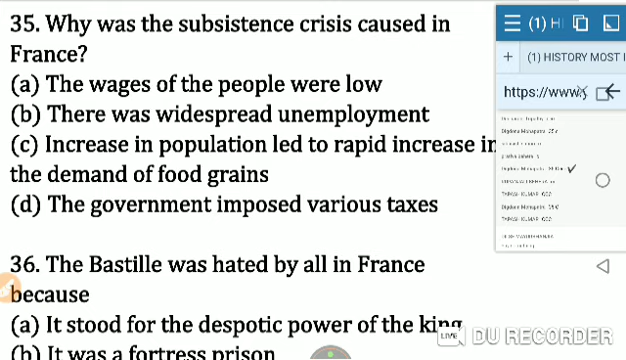 35. Why was the subsistence crisis caused in
France?
(a) The wages of the people were low
(b) There was widespread unemployment
(c) Increase in population led to rapid increase in
the demand of food grains
(d) The government imposed various taxes
36. The Bastille was hated by all in France
because
(a) It stood for the despotic power of the king
(b) It was a fortress prison
(1) HI
+ (1) HISTORY MOST I
https://www.y
LIVE DU RECORDER